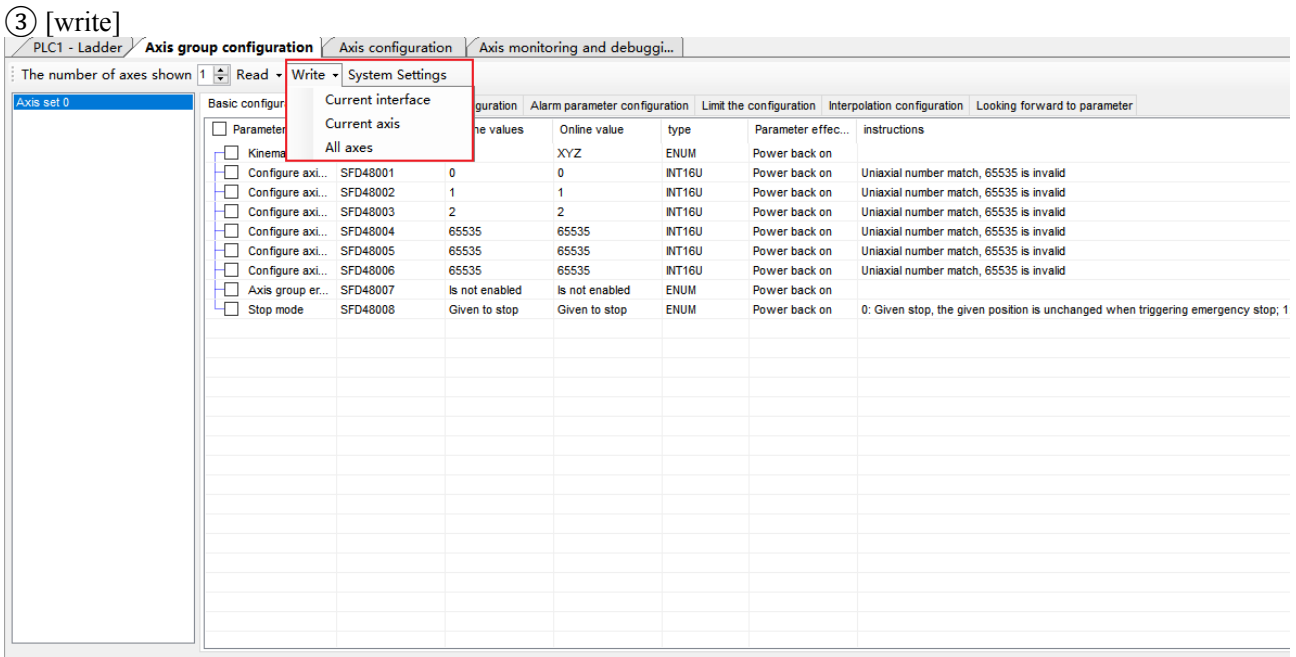 ③ [write]
PLC1 - Ladder Axis group configuration Axis configuration Axis monitoring and debuggi...
The number of axes shown 1 Read Write System Settings
Current interface
Current axis
All axes
Axis set 0
Basic configur guration Alarm parameter configuration Limit the configuration Interpolation configuration Looking forward to parameter
Parameter ne values Online value type Parameter effec... instructions
Kinema XYZ ENUM Power back on
Configure axi... SFD48001 0 0 INT16U Power back on Uniaxial number match, 65535 is invalid
Configure axi... SFD48002 1 1 INT16U Power back on Uniaxial number match, 65535 is invalid
Configure axi... SFD48003 2 2 INT16U Power back on Uniaxial number match, 65535 is invalid
Configure axi... SFD48004 65535 65535 INT16U Power back on Uniaxial number match, 65535 is invalid
Configure axi... SFD48005 65535 65535 INT16U Power back on Uniaxial number match, 65535 is invalid
Configure axi... SFD48006 65535 65535 INT16U Power back on Uniaxial number match, 65535 is invalid
Axis group er... SFD48007 Is not enabled Is not enabled ENUM Power back on
Stop mode SFD48008 Given to stop Given to stop ENUM Power back on 0: Given stop, the given position is unchanged when triggering emergency stop; 1